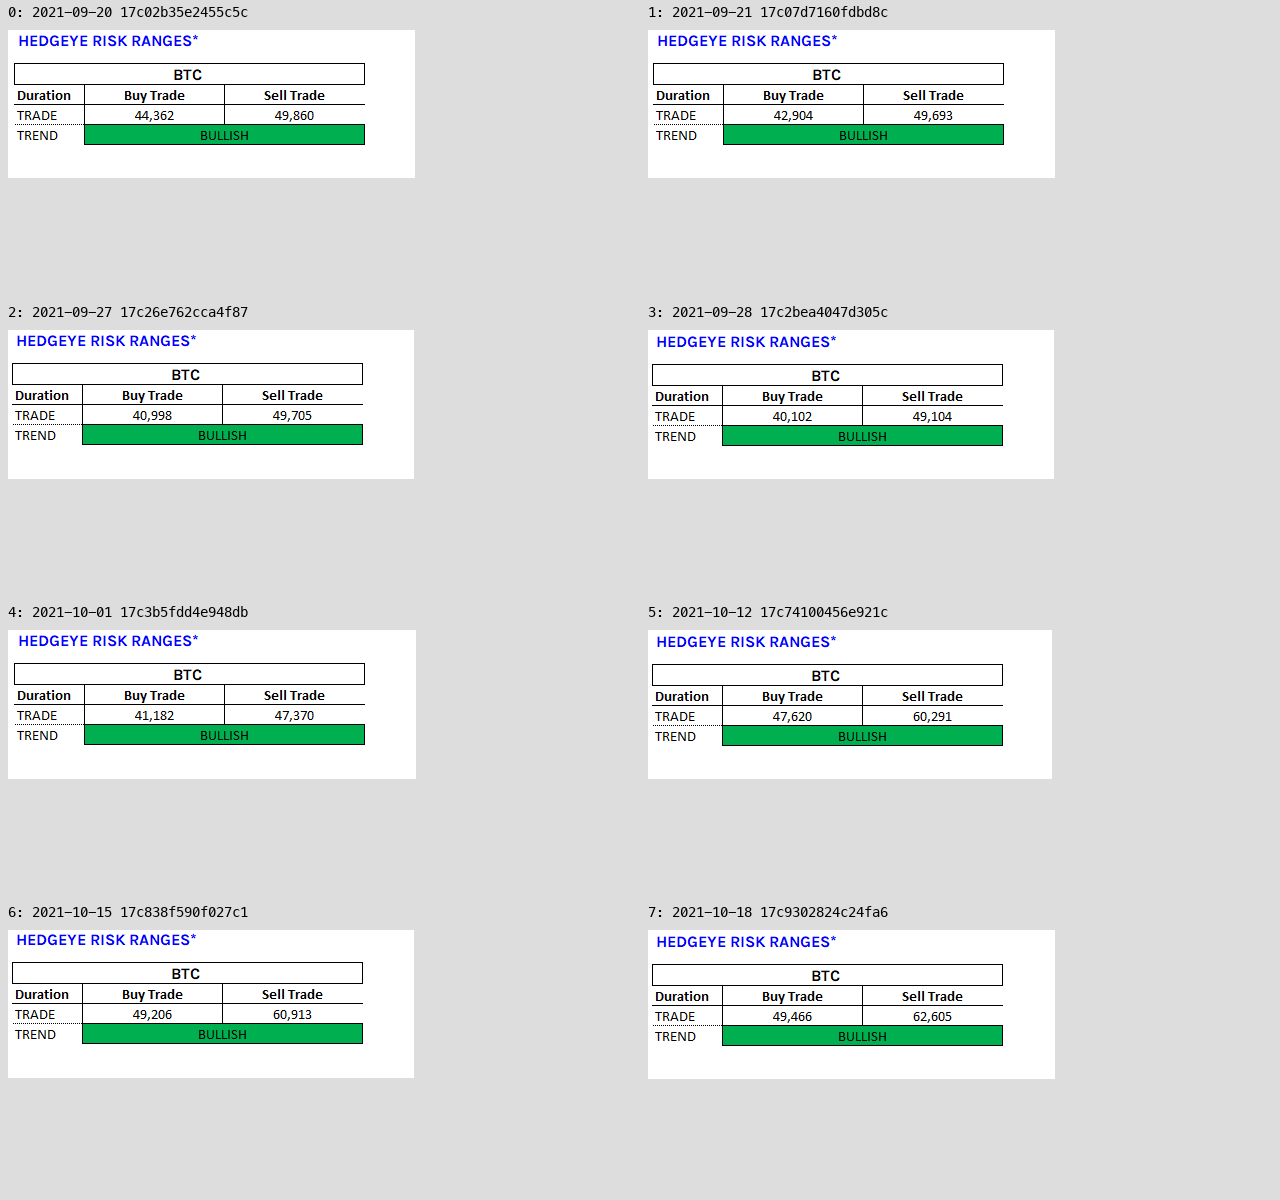 0: 2021-09-20 17c02b35e2455c5c
HEDGEYE RISK RANGES*
BTC
Duration Buy Trade Sell Trade
TRADE 44,362 49,860
TREND BULLISH
1: 2021-09-21 17c07d7160fdbd8c
HEDGEYE RISK RANGES*
BTC
Duration Buy Trade Sell Trade
TRADE 42,904 49,693
TREND BULLISH
2: 2021-09-27 17c26e762cca4f87
HEDGEYE RISK RANGES*
BTC
Duration Buy Trade Sell Trade
TRADE 40,998 49,705
TREND BULLISH
3: 2021-09-28 17c2bea4047d305c
HEDGEYE RISK RANGES*
BTC
Duration Buy Trade Sell Trade
TRADE 40,102 49,104
TREND BULLISH
4: 2021-10-01 17c3b5fdd4e948db
HEDGEYE RISK RANGES*
BTC
Duration Buy Trade Sell Trade
TRADE 41,182 47,370
TREND BULLISH
5: 2021-10-12 17c74100456e921c
HEDGEYE RISK RANGES*
BTC
Duration Buy Trade Sell Trade
TRADE 47,620 60,291
TREND BULLISH
6: 2021-10-15 17c838f590f027c1
HEDGEYE RISK RANGES*
BTC
Duration Buy Trade Sell Trade
TRADE 49,206 60,913
TREND BULLISH
7: 2021-10-18 17c9302824c24fa6
HEDGEYE RISK RANGES*
BTC
Duration Buy Trade Sell Trade
TRADE 49,466 62,605
TREND BULLISH